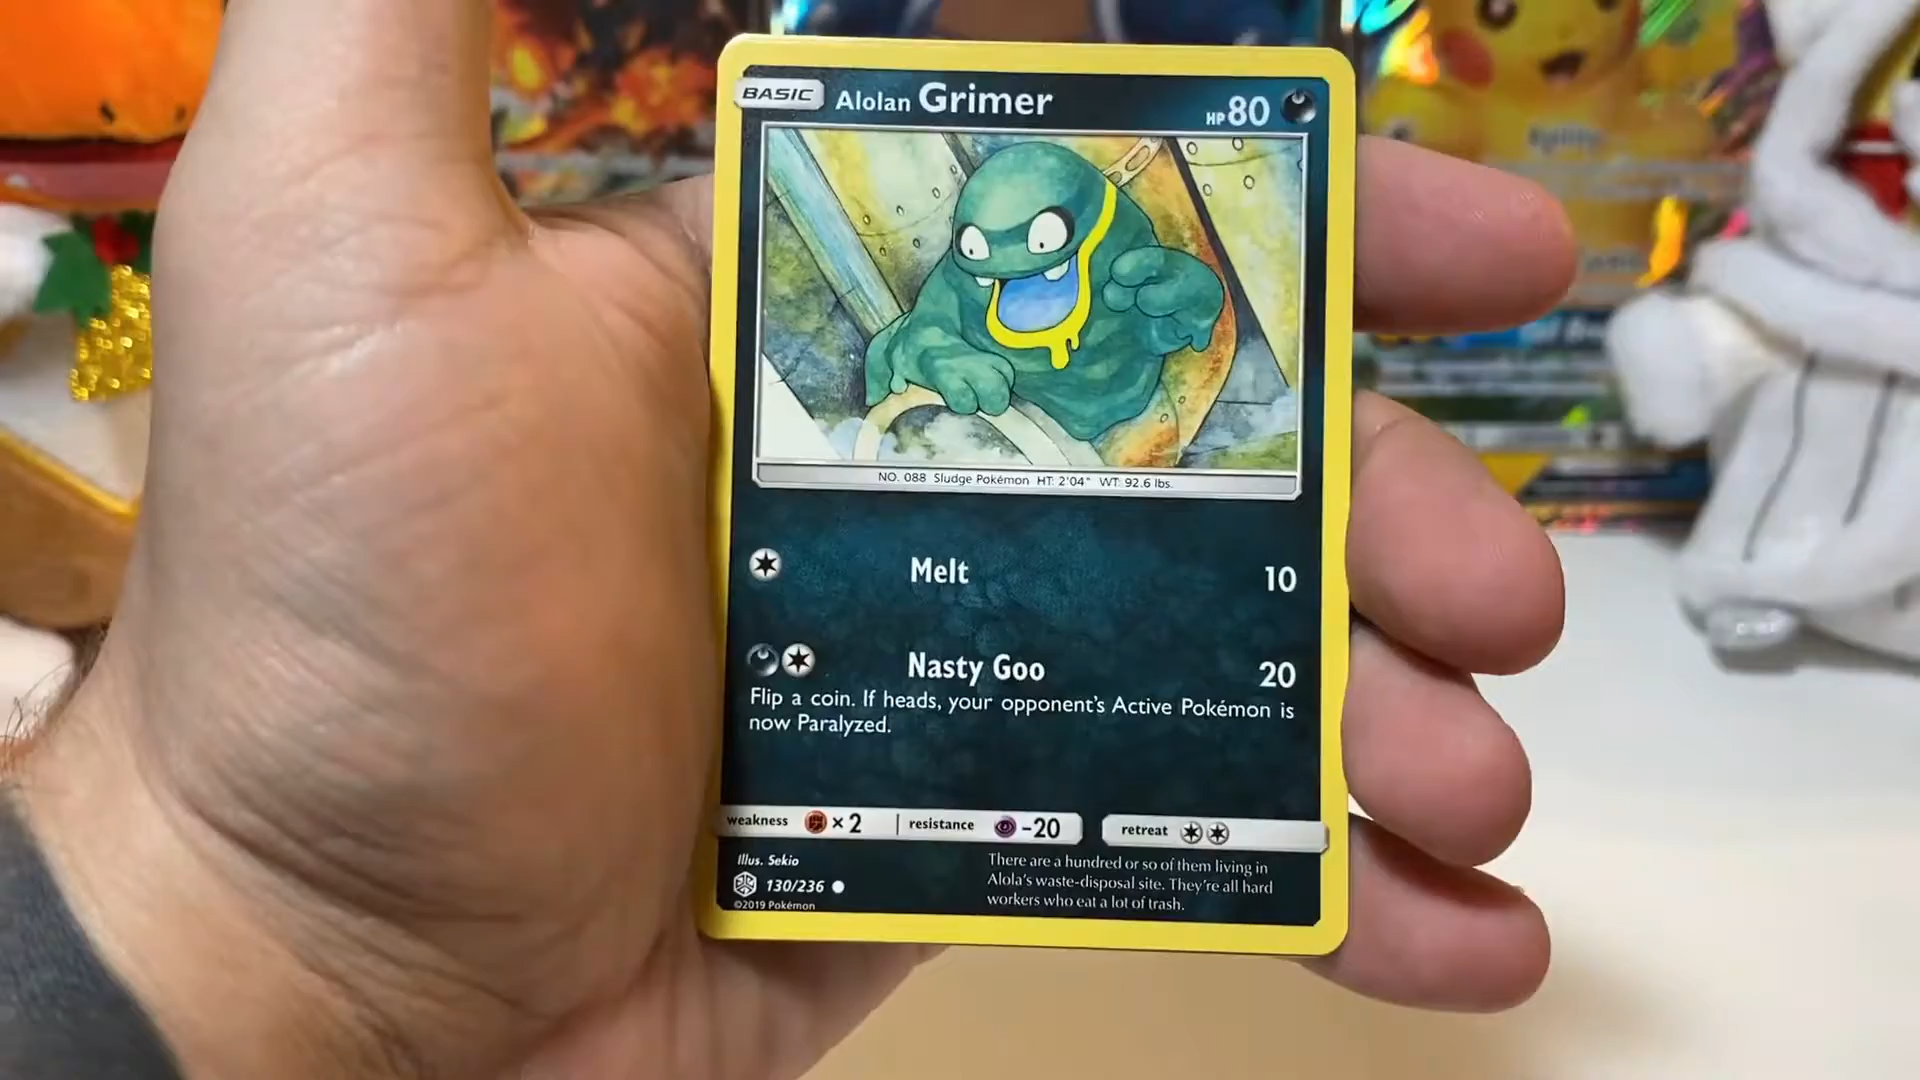 BASIC Alolan Grimer HP 80
NO. 088 Sludge Pokémon HT: 2'04" WT: 92.6 lbs.
Melt 10
Nasty Goo 20
Flip a coin. If heads, your opponent's Active Pokémon is
now Paralyzed.
weakness ×2 resistance -20 retreat
Illus. Sekio
130/236
©2019 Pokémon
There are a hundred or so of them living in
Alola's waste-disposal site. They're all hard
workers who eat a lot of trash.